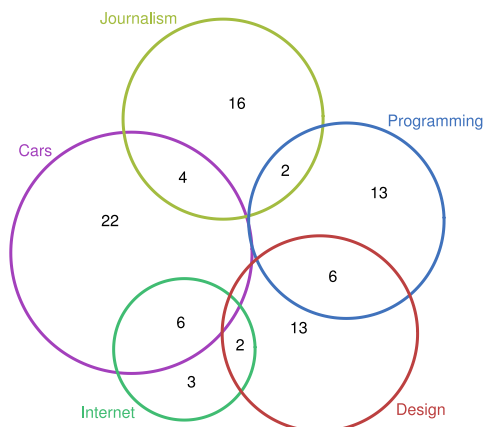 Journalism
16
Programming
Cars
4
2
13
22
6
6
2
13
3
Internet
Design